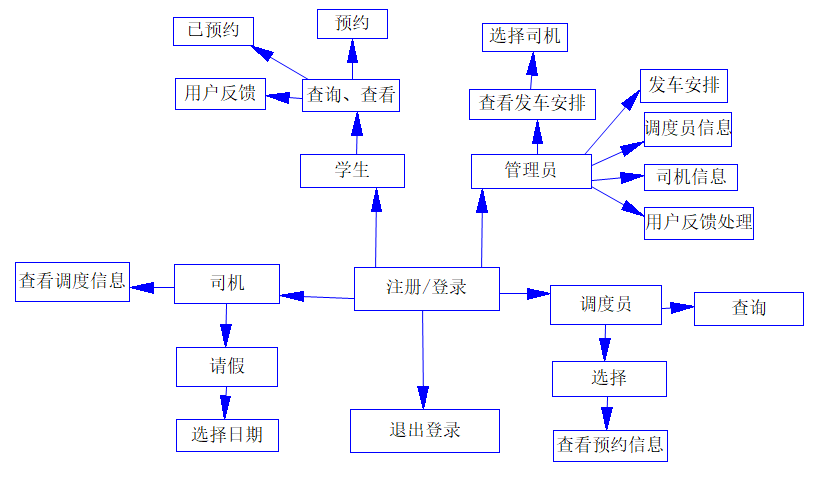 已预约
预约
选择司机
用户反馈
查询、查看
查看发车安排
发车安排
调度员信息
学生
管理员
司机信息
用户反馈处理
查看调度信息
司机
注册/登录
调度员
查询
请假
选择
选择日期
退出登录
查看预约信息